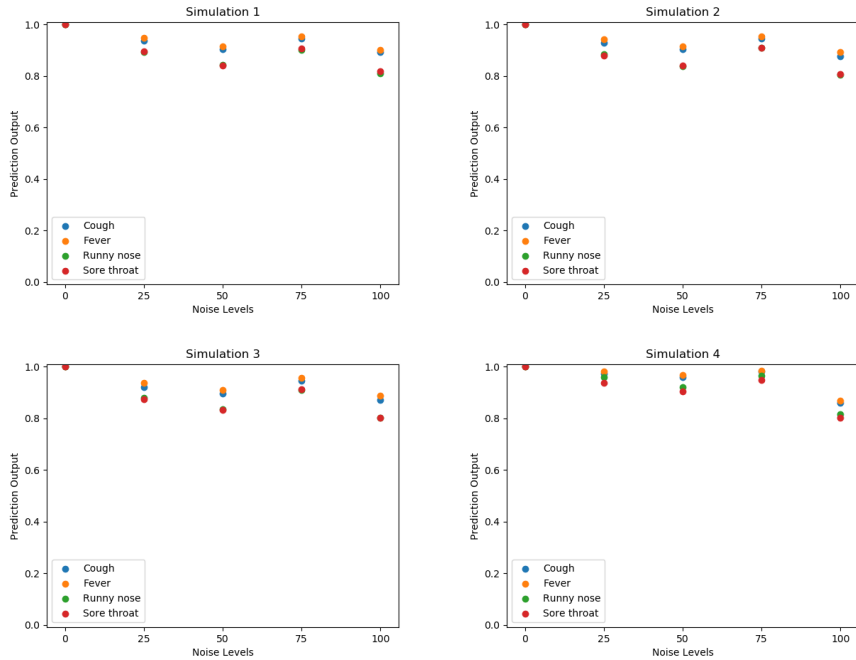 Simulation 1
1.0
0.8
0.6
0.4
0.2
0.0
Prediction Output
Cough
Fever
Runny nose
Sore throat
0 25 50 75 100
Noise Levels
Simulation 2
1.0
0.8
0.6
0.4
0.2
0.0
Prediction Output
Cough
Fever
Runny nose
Sore throat
0 25 50 75 100
Noise Levels
Simulation 3
1.0
0.8
0.6
0.4
0.2
0.0
Prediction Output
Cough
Fever
Runny nose
Sore throat
0 25 50 75 100
Noise Levels
Simulation 4
1.0
0.8
0.6
0.4
0.2
0.0
Prediction Output
Cough
Fever
Runny nose
Sore throat
0 25 50 75 100
Noise Levels